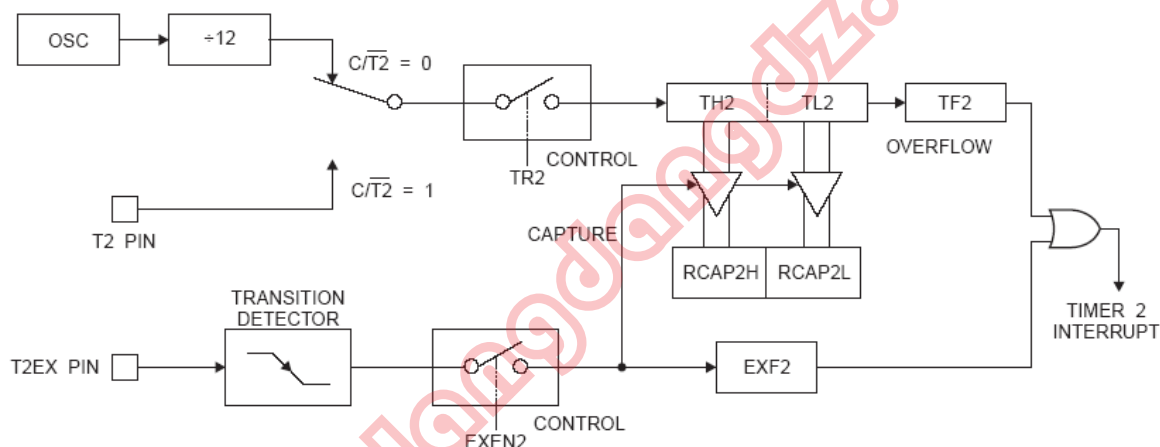 OSC
÷12
C/T2̅ = 0
TH2
TL2
TF2
OVERFLOW
CONTROL
TR2
C/T2̅ = 1
T2 PIN
CAPTURE
RCAP2H
RCAP2L
TIMER 2
INTERRUPT
TRANSITION
DETECTOR
T2EX PIN
EXF2
CONTROL
EXEN2